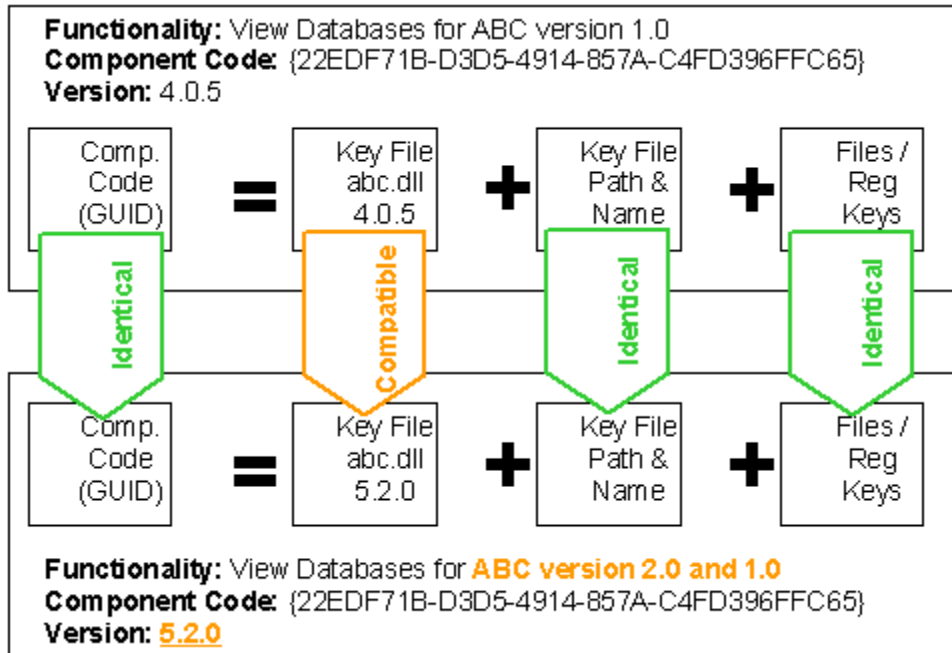 Functionality: View Databases for ABC version 1.0
Component Code: {22EDF71B-D3D5-4914-857A-C4FD396FFC65}
Version: 4.0.5
Comp.
Code
(GUID)
=
Key File
abc.dll
4.0.5
+
Key File
Path &
Name
+
Files /
Reg
Keys
Identical
Compatible
Identical
Identical
Comp.
Code
(GUID)
=
Key File
abc.dll
5.2.0
+
Key File
Path &
Name
+
Files /
Reg
Keys
Functionality: View Databases for ABC version 2.0 and 1.0
Component Code: {22EDF71B-D3D5-4914-857A-C4FD396FFC65}
Version: 5.2.0